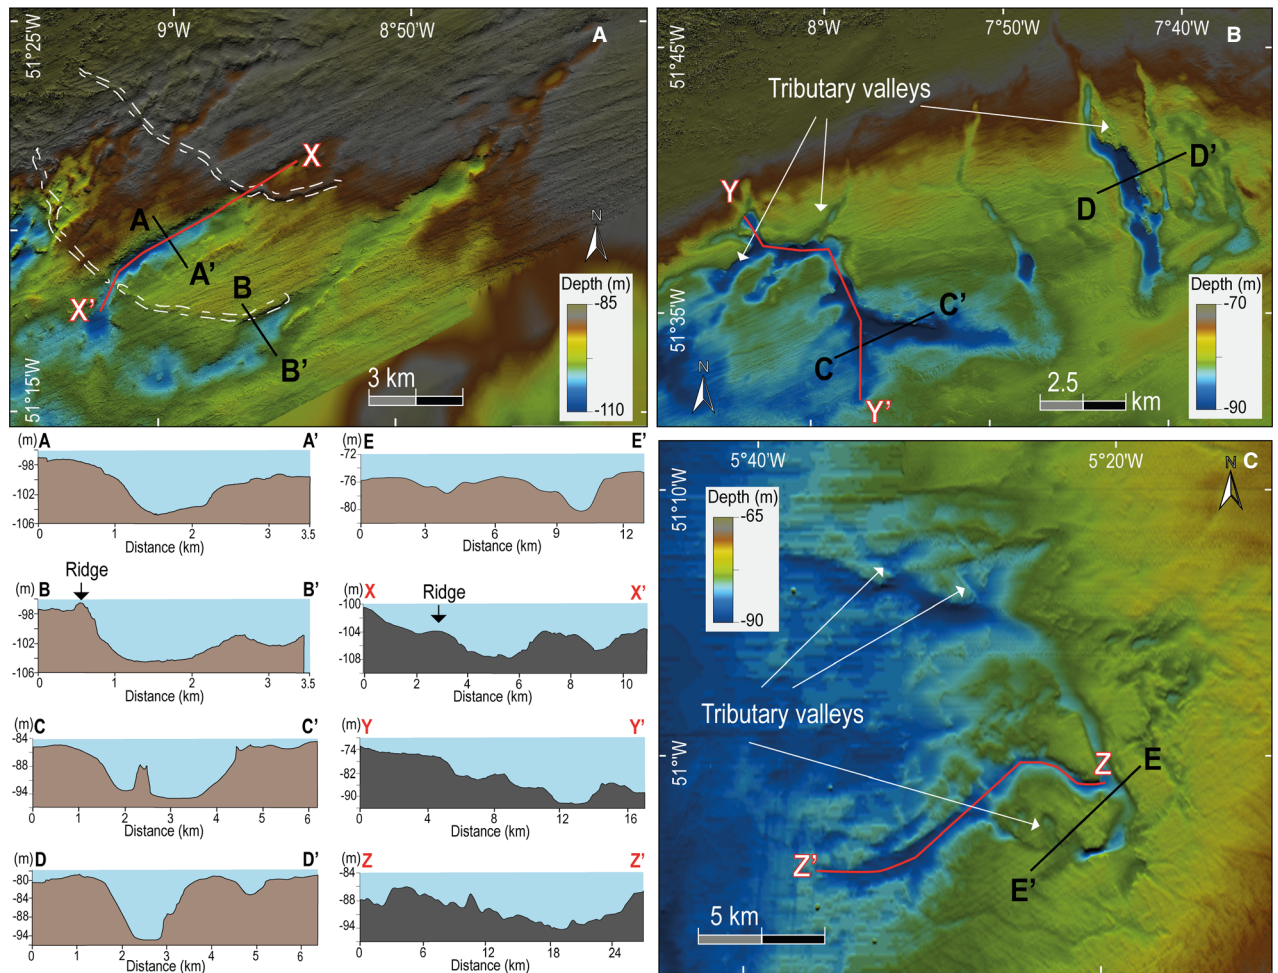 9°W
8°50'W
A
51°25'W
X
A
A'
B
X'
B'
N
Depth (m)
-85
-110
51°15'W
3 km
8°W
7°50'W
7°40'W
B
51°45'W
Tributary valleys
D'
Y
D
C'
51°35'W
C
Y'
N
Depth (m)
-70
-90
2.5
km
(m) A
A'
-98
-102
-106
0
1
2
3
3.5
Distance (km)
(m) E
E'
-72
-76
-80
0
3
6
9
12
Distance (km)
Ridge
(m) B
B'
-98
-102
-106
0
1
2
3
3.5
Distance (km)
(m) X
Ridge
X'
-100
-104
-108
0
2
4
6
8
10
Distance (km)
(m) C
C'
-84
-88
-94
0
1
2
3
4
5
6
Distance (km)
(m) Y
Y'
-74
-82
-90
0
4
8
12
16
Distance (km)
(m) D
D'
-80
-84
-88
-94
0
1
2
3
4
5
6
Distance (km)
(m) Z
Z'
-84
-88
-94
0
6
12
18
24
Distance (km)
5°40'W
5°20'W
C
N
51°10'W
Depth (m)
-65
-90
Tributary valleys
51°W
Z
E
Z'
E'
5 km